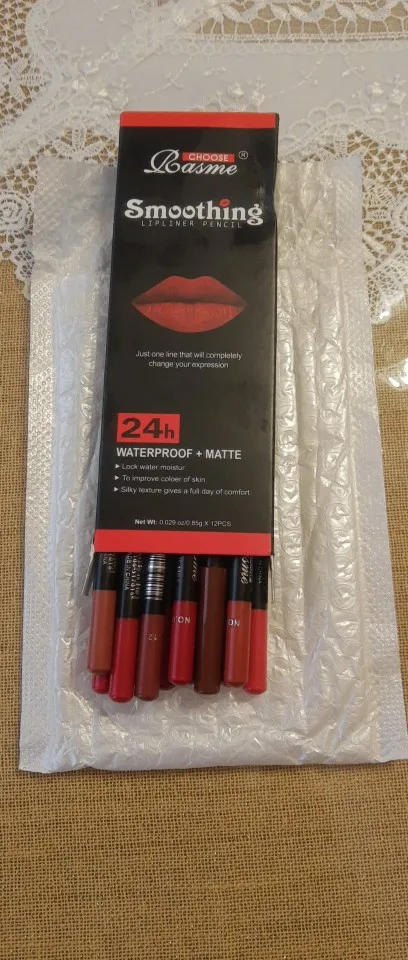 CHOOSE
Rasme®
Smoothing
LIPLINER PENCIL
Just one line that will completely
change your expression
24h
WATERPROOF + MATTE
▶ Lock water moistur
▶ To improve coloer of skin
▶ Silky texture gives a full day of comfort
Net Wt: 0.029 oz/0.85g X 12PCS
12